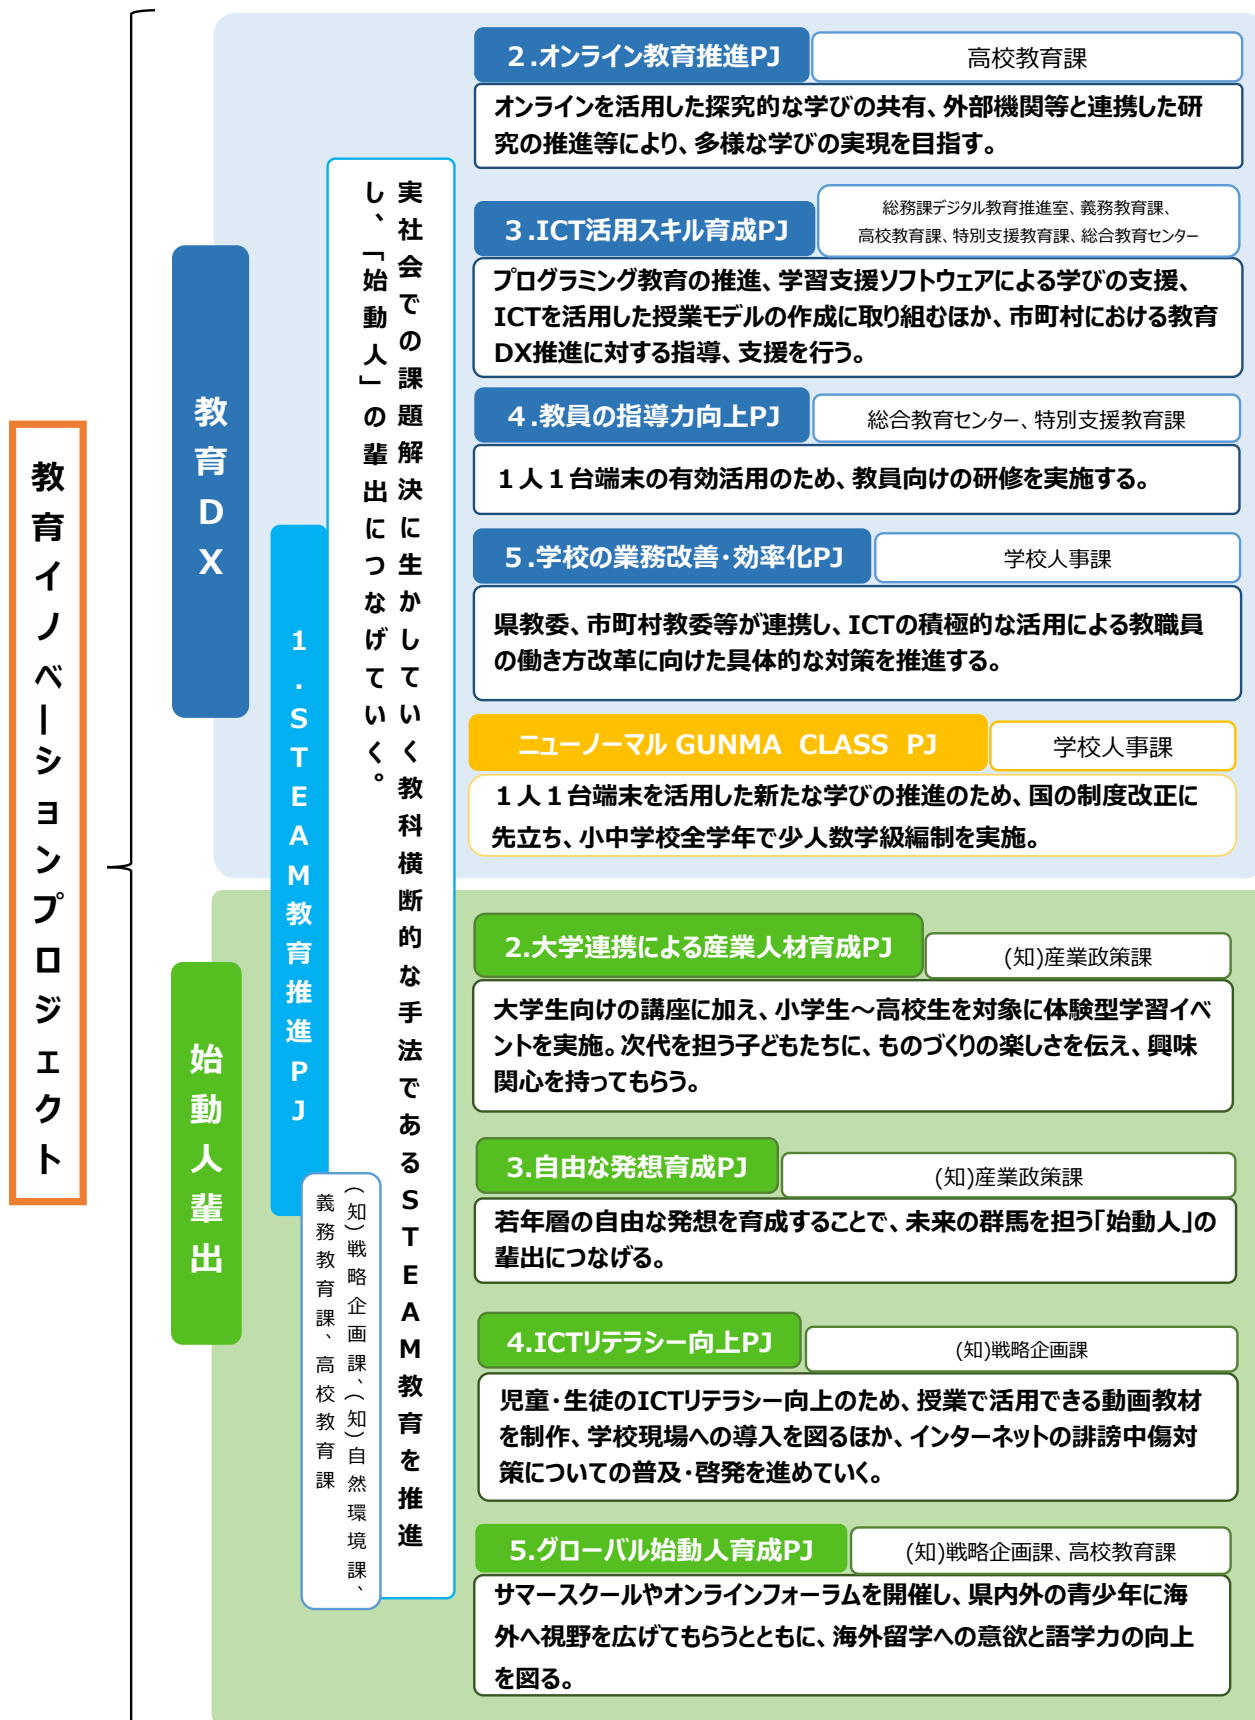 教育イノベーションプロジェクト
教育DX
1.STEAM教育推進PJ
実社会での課題解決に生かしていく教科横断的な手法であるSTEAM教育を推進
し、「始動人」の輩出につなげていく。
(知)戦略企画課、(知)自然環境課、
義務教育課、高校教育課
２.オンライン教育推進PJ
高校教育課
オンラインを活用した探究的な学びの共有、外部機関等と連携した研
究の推進等により、多様な学びの実現を目指す。
３.ICT活用スキル育成PJ
総務課デジタル教育推進室、義務教育課、
高校教育課、特別支援教育課、総合教育センター
プログラミング教育の推進、学習支援ソフトウェアによる学びの支援、
ICTを活用した授業モデルの作成に取り組むほか、市町村における教育
DX推進に対する指導、支援を行う。
４.教員の指導力向上PJ
総合教育センター、特別支援教育課
１人１台端末の有効活用のため、教員向けの研修を実施する。
５.学校の業務改善・効率化PJ
学校人事課
県教委、市町村教委等が連携し、ICTの積極的な活用による教職員
の働き方改革に向けた具体的な対策を推進する。
ニューノーマル GUNMA CLASS PJ
学校人事課
１人１台端末を活用した新たな学びの推進のため、国の制度改正に
先立ち、小中学校全学年で少人数学級編制を実施。
始動人輩出
2.大学連携による産業人材育成PJ
(知)産業政策課
大学生向けの講座に加え、小学生～高校生を対象に体験型学習イベ
ントを実施。次代を担う子どもたちに、ものづくりの楽しさを伝え、興味
関心を持ってもらう。
3.自由な発想育成PJ
(知)産業政策課
若年層の自由な発想を育成することで、未来の群馬を担う「始動人」の
輩出につなげる。
4.ICTリテラシー向上PJ
(知)戦略企画課
児童・生徒のICTリテラシー向上のため、授業で活用できる動画教材
を制作、学校現場への導入を図るほか、インターネットの誹謗中傷対
策についての普及・啓発を進めていく。
5.グローバル始動人育成PJ
(知)戦略企画課、高校教育課
サマースクールやオンラインフォーラムを開催し、県内外の青少年に海
外へ視野を広げてもらうとともに、海外留学への意欲と語学力の向上
を図る。